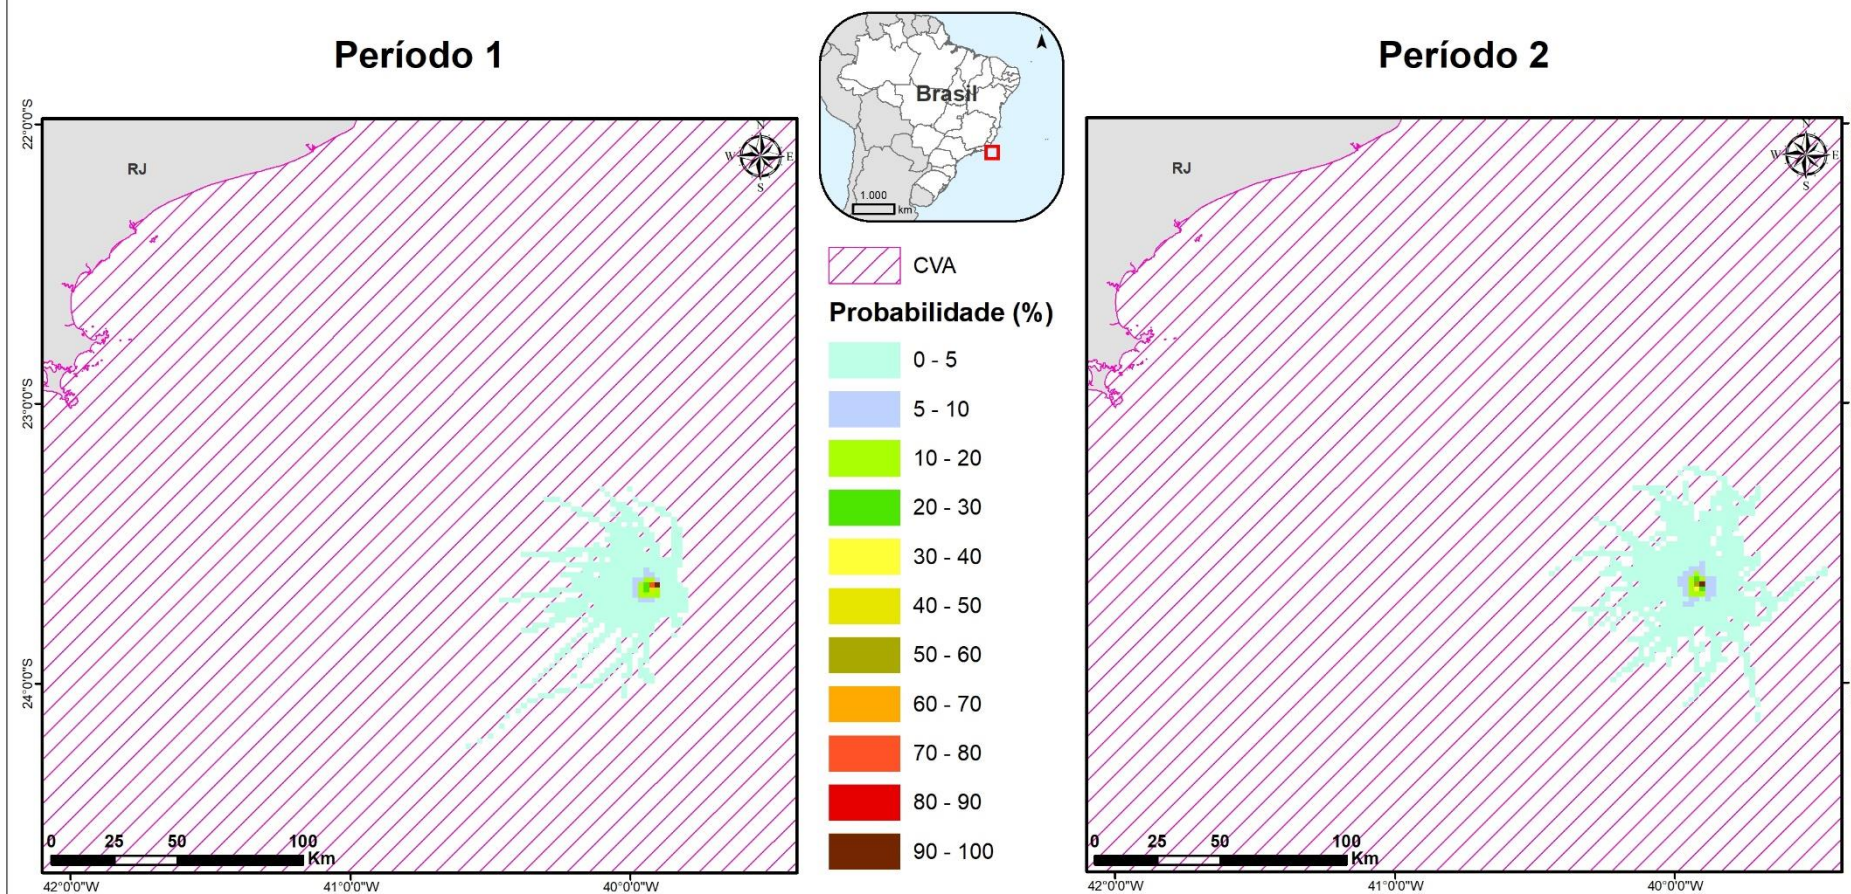 Período 1
22°0'0"S
23°0'0"S
24°0'0"S
RJ
N
W
E
S
0
25
50
100
Km
42°0'0"W
41°0'0"W
40°0'0"W
N
Brasil
1.000
km
CVA
Probabilidade (%)
0 - 5
5 - 10
10 - 20
20 - 30
30 - 40
40 - 50
50 - 60
60 - 70
70 - 80
80 - 90
90 - 100
Período 2
RJ
N
W
E
S
0
25
50
100
Km
42°0'0"W
41°0'0"W
40°0'0"W